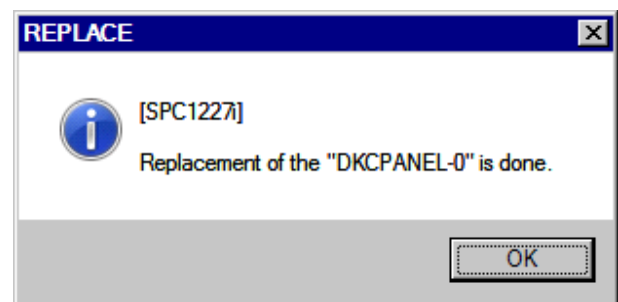 REPLACE
[SPC1227i]
Replacement of the "DKCPANEL-0" is done.
OK